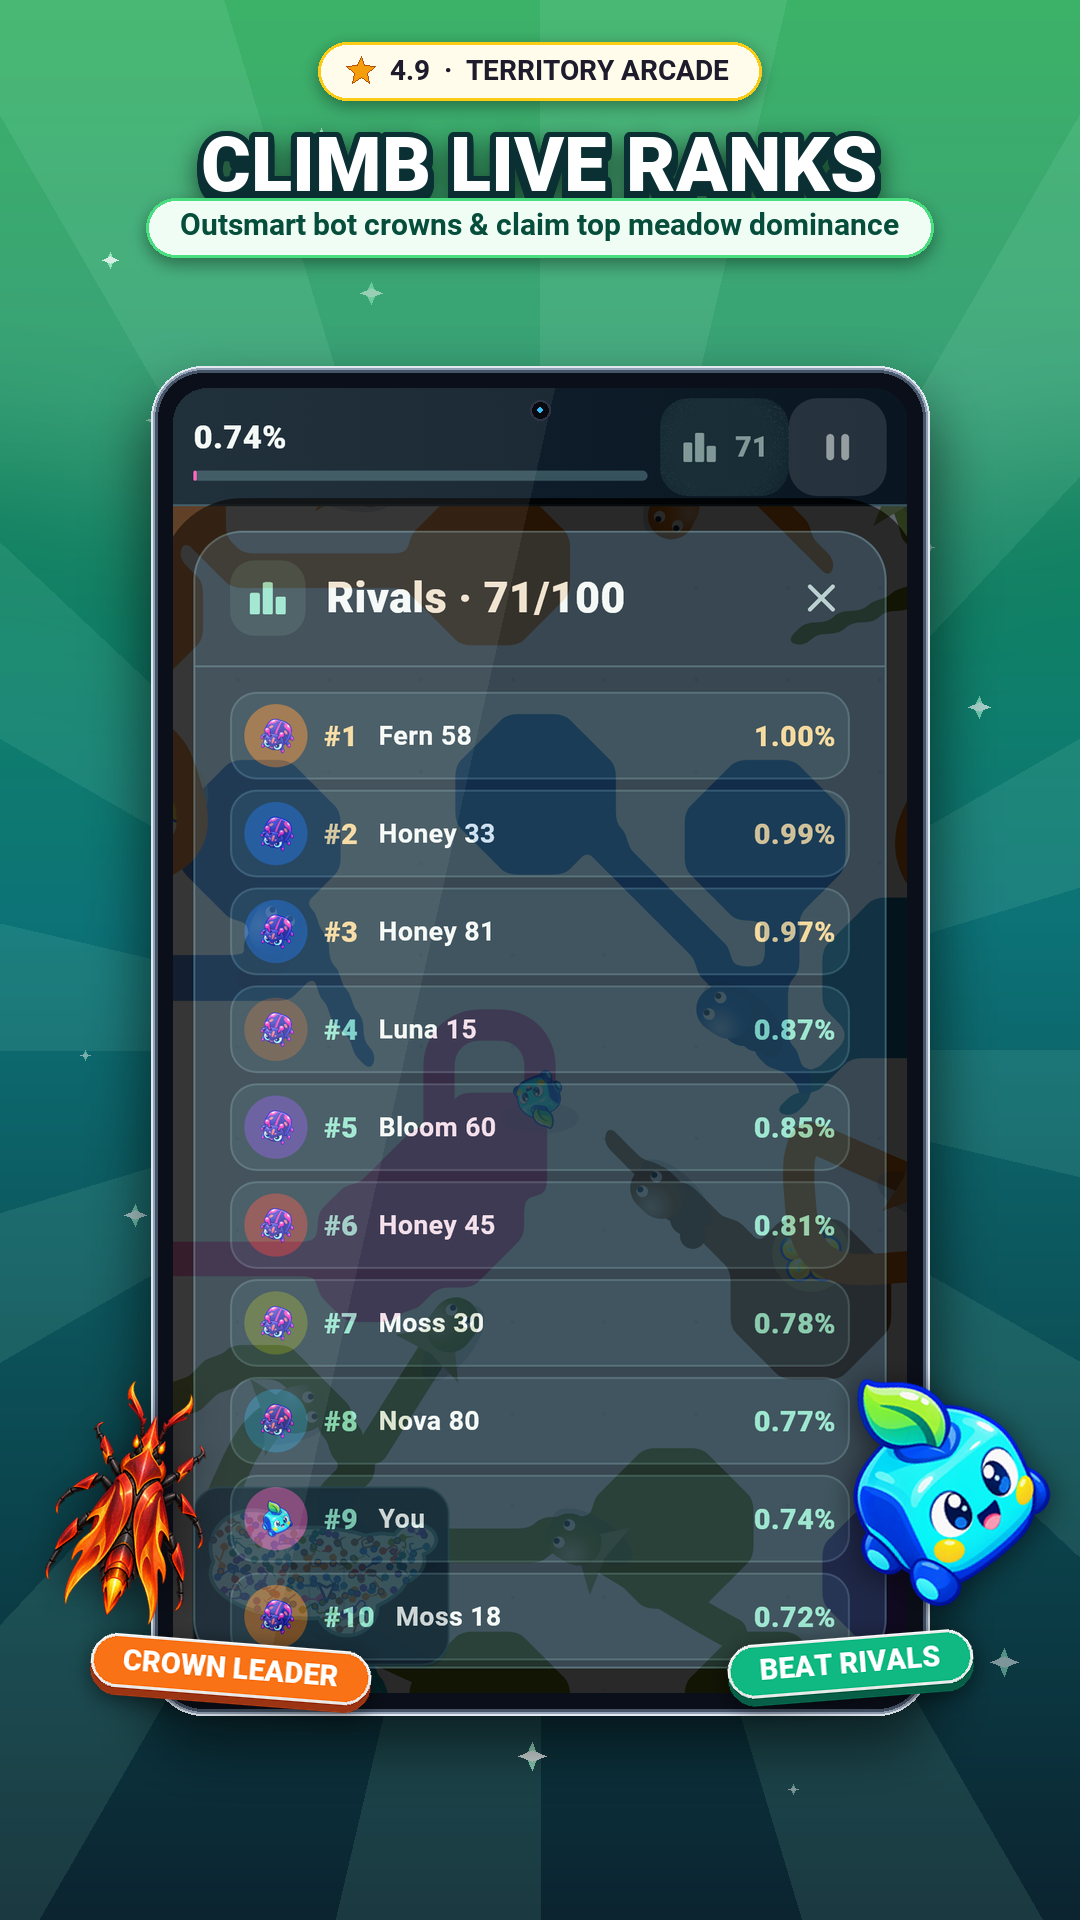 4.9 · TERRITORY ARCADE
CLIMB LIVE RANKS
Outsmart bot crowns & claim top meadow dominance
0.74%
71
Rivals · 71/100
#1 Fern 58 1.00%
#2 Honey 33 0.99%
#3 Honey 81 0.97%
#4 Luna 15 0.87%
#5 Bloom 60 0.85%
#6 Honey 45 0.81%
#7 Moss 30 0.78%
#8 Nova 80 0.77%
#9 You 0.74%
#10 Moss 18 0.72%
CROWN LEADER
BEAT RIVALS